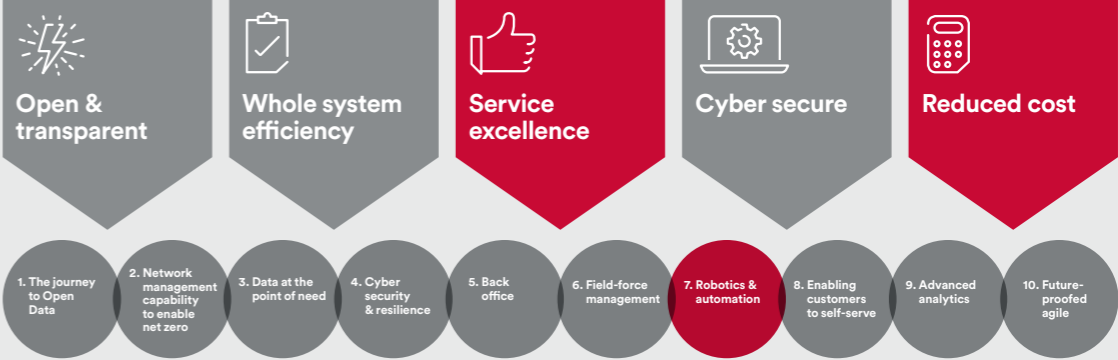 Open &
transparent
Whole system
efficiency
Service
excellence
Cyber secure
Reduced cost
1. The journey
to Open
Data
2. Network
management
capability
to enable
net zero
3. Data at the
point of need
4. Cyber
security
& resilience
5. Back
office
6. Field-force
management
7. Robotics &
automation
8. Enabling
customers
to self-serve
9. Advanced
analytics
10. Future-
proofed
agile